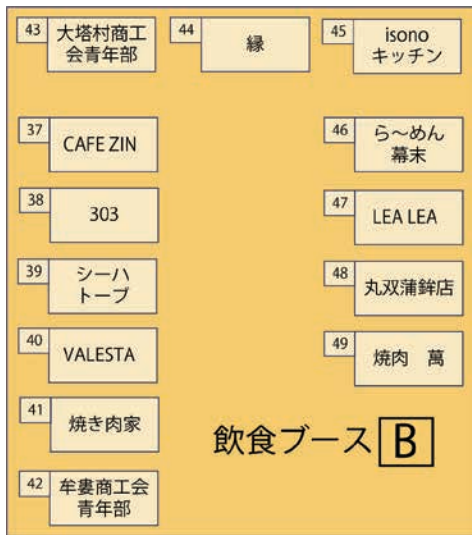 43
大塔村商工
会青年部
44
縁
45
isono
キッチン
37
CAFE ZIN
46
ら～めん
幕末
38
303
47
LEA LEA
39
シーハ
トーブ
48
丸双蒲鉾店
40
VALESTA
49
焼肉　萬
41
焼き肉家
飲食ブース B
42
牟婁商工会
青年部